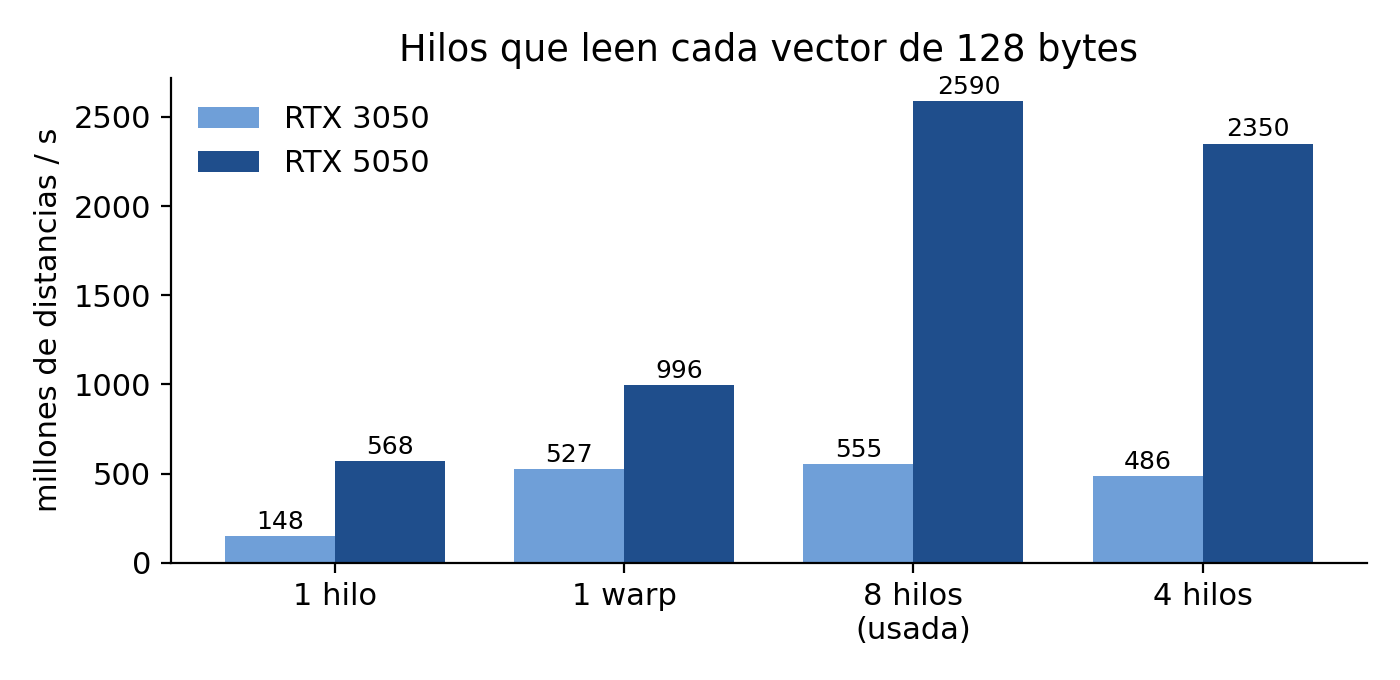 Hilos que leen cada vector de 128 bytes
millones de distancias / s
2500
2000
1500
1000
500
0
RTX 3050
RTX 5050
148
568
527
996
555
2590
486
2350
1 hilo
1 warp
8 hilos
(usada)
4 hilos